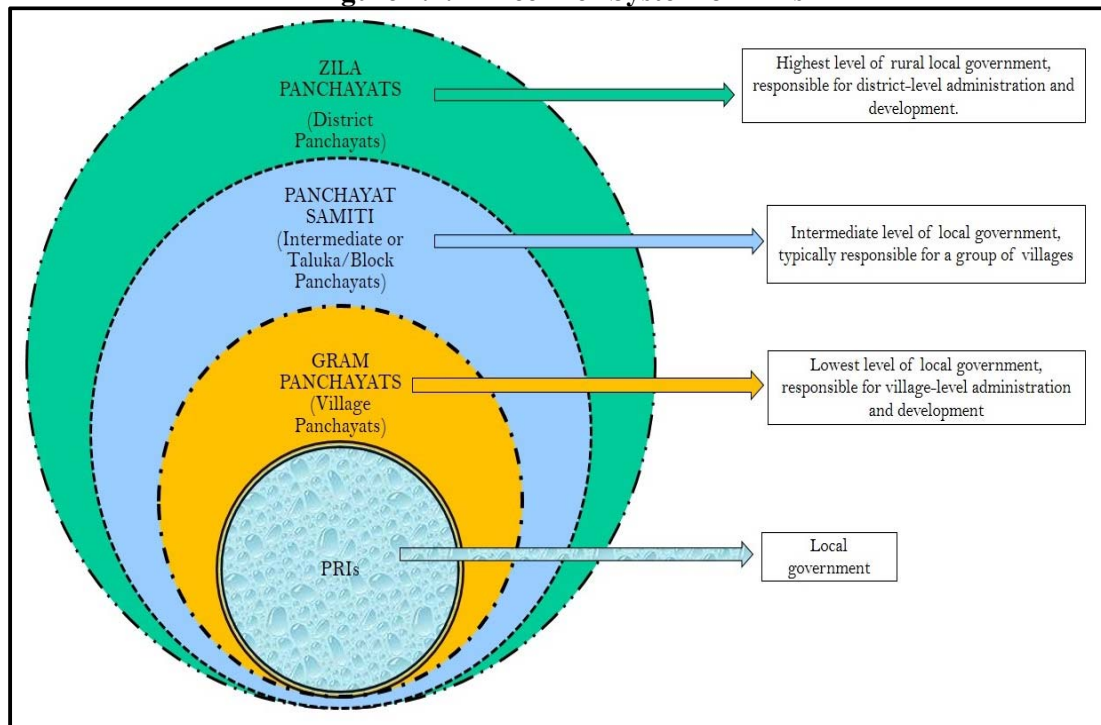 ZILA
PANCHAYATS
(District
Panchayats)
Highest level of rural local government,
responsible for district-level administration and
development.
PANCHAYAT
SAMITI
(Intermediate or
Taluka/Block
Panchayats)
Intermediate level of local government,
typically responsible for a group of villages
GRAM
PANCHAYATS
(Village
Panchayats)
Lowest level of local government,
responsible for village-level administration
and development
PRIs
Local
government